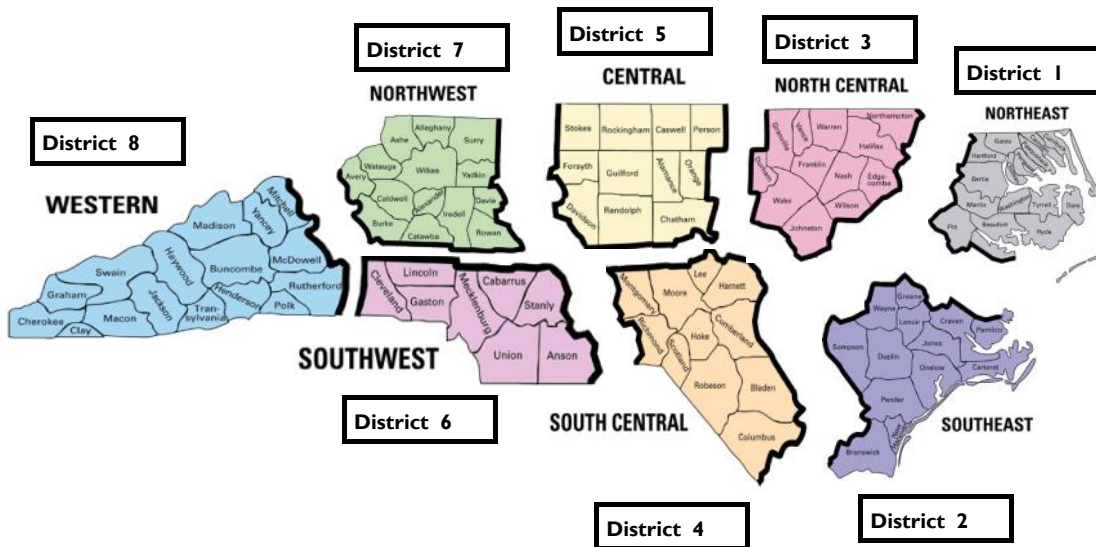 District 7
District 5
District 3
District 1
District 8
NORTHWEST
CENTRAL
NORTH CENTRAL
NORTHEAST
WESTERN
Mitchell
Yancey
Madison
McDowell
Buncombe
Haywood
Swain
Rutherford
Graham
Henderson
Jackson
Polk
Tran-
sylvania
Macon
Cherokee
Clay
Alleghany
Ashe
Surry
Watauga
Wilkes
Yadkin
Avery
Caldwell
Alexander
Davie
Iredell
Burke
Rowan
Catawba
Stokes
Rockingham
Caswell
Person
Forsyth
Guilford
Alamance
Orange
Davidson
Randolph
Chatham
Northampton
Granville
Vance
Warren
Halifax
Franklin
Durham
Nash
Edge-
combe
Wake
Wilson
Johnston
Gates
Hertford
Bertie
Martin
Washington
Tyrrell
Dare
Beaufort
Pitt
Hyde
Lincoln
Cleveland
Gaston
Mecklenburg
Cabarrus
Stanly
Union
Anson
SOUTHWEST
District 6
Lee
Montgomery
Moore
Harnett
Richmond
Hoke
Cumberland
Scotland
Robeson
Bladen
Columbus
SOUTH CENTRAL
District 4
Greene
Wayne
Lenoir
Craven
Pamlico
Sampson
Duplin
Jones
Onslow
Carteret
Pender
New Hanover
Brunswick
SOUTHEAST
District 2